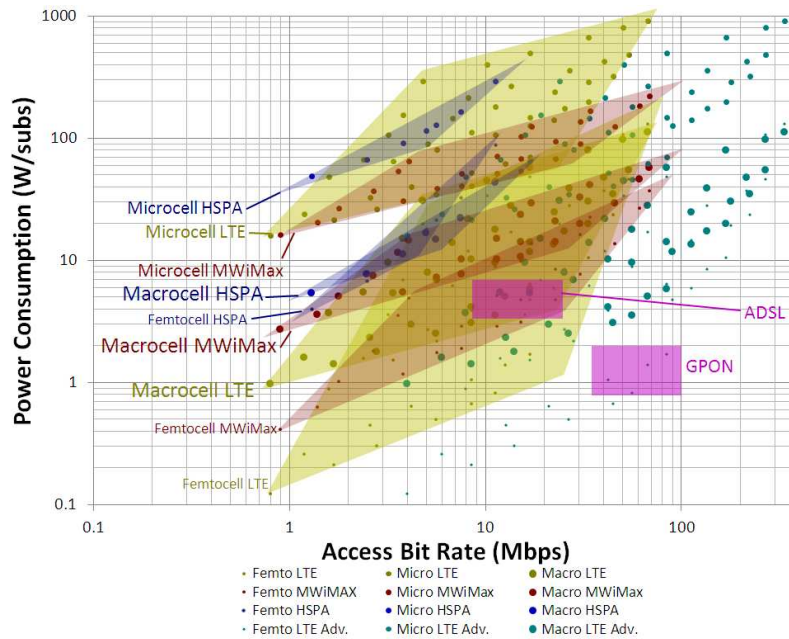 1000
100
10
1
0.1
Power Consumption (W/subs)
Microcell HSPA
Microcell LTE
Microcell MWiMax
Macrocell HSPA
Femtocell HSPA
Macrocell MWiMax
Macrocell LTE
Femtocell MWiMax
Femtocell LTE
ADSL
GPON
0.1 1 10 100
Access Bit Rate (Mbps)
Femto LTE Micro LTE Macro LTE
Femto MWiMAX Micro MWiMax Macro MWiMax
Femto HSPA Micro HSPA Macro HSPA
Femto LTE Adv. Micro LTE Adv. Macro LTE Adv.